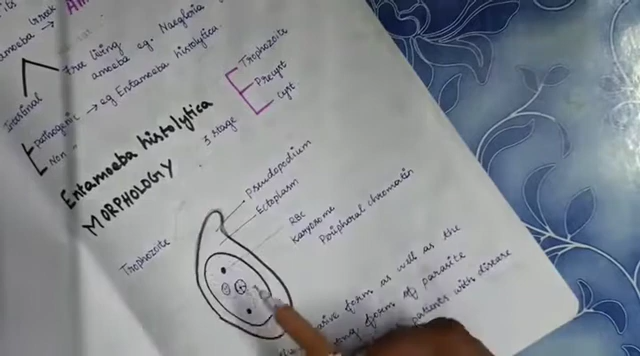 Am
amoeba →
Free living
amoeba eg. Naegleria
Intestinal
pathogenic → eg Entamoeba histolytica.
Non -
Entamoeba histolytica
3 stage
Trophozoite
Precyst
Cyst
MORPHOLOGY
Pseudopodium
Ectoplasm
RBC
Karyosome
Peripheral chromatin
Trophozoite
form as well as the
form of parasite
patients with disease